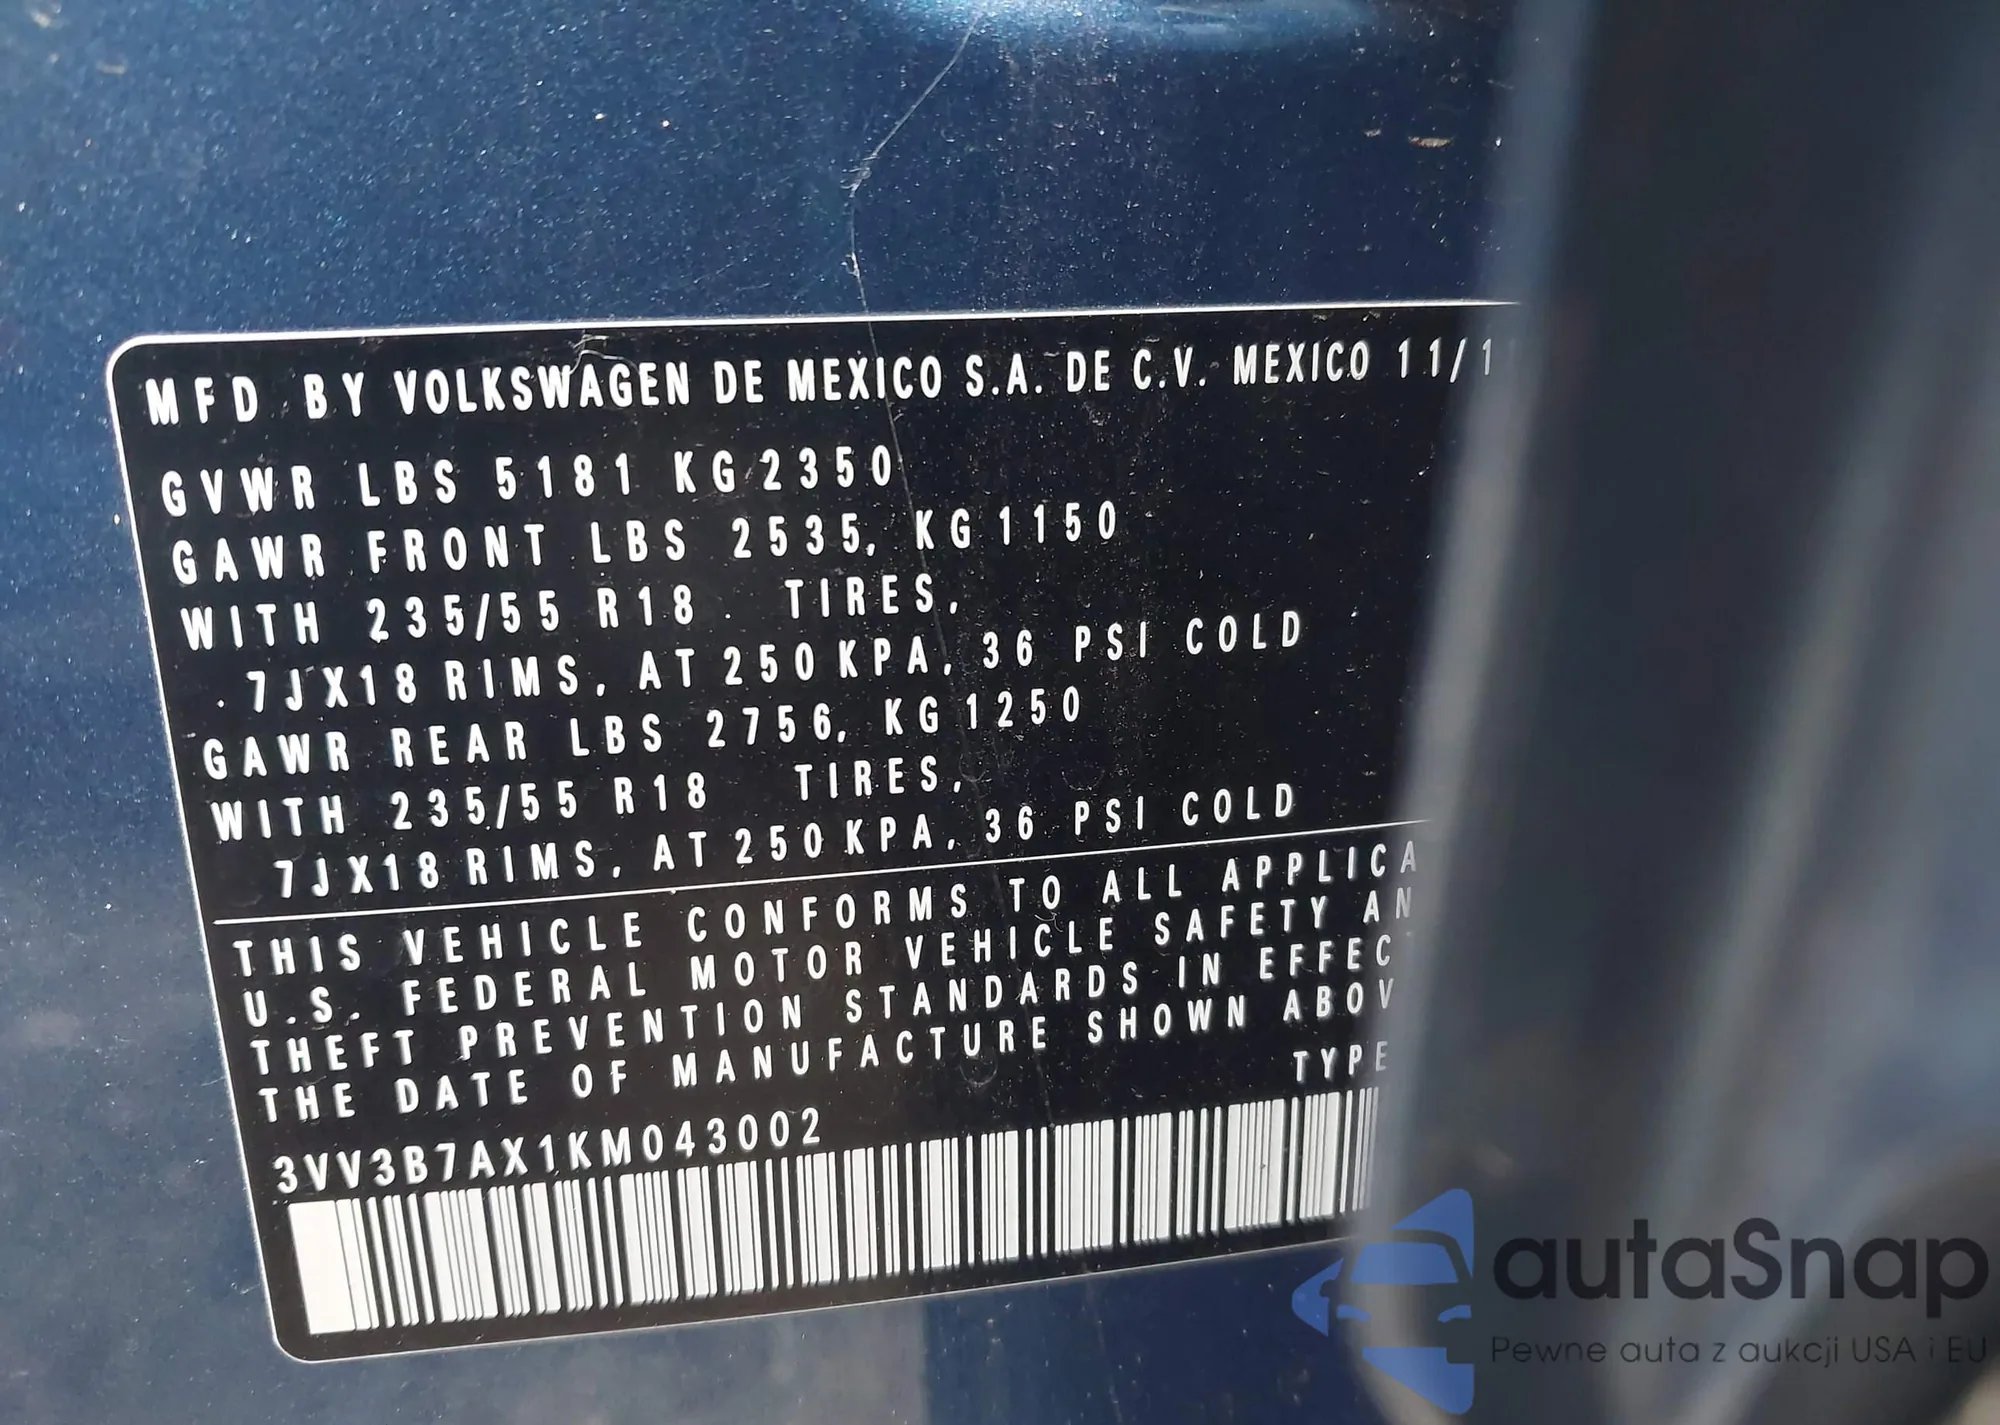 MFD BY VOLKSWAGEN DE MEXICO S.A. DE C.V. MEXICO 11/1
GVWR LBS 5181 KG 2350
GAWR FRONT LBS 2535, KG 1150
WITH 235/55 R18 TIRES,
7JX18 RIMS, AT 250 KPA, 36 PSI COLD
GAWR REAR LBS 2756, KG 1250
WITH 235/55 R18 TIRES,
7JX18 RIMS, AT 250 KPA, 36 PSI COLD
THIS VEHICLE CONFORMS TO ALL APPLICA
U.S. FEDERAL MOTOR VEHICLE SAFETY AN
THEFT PREVENTION STANDARDS IN EFFEC
THE DATE OF MANUFACTURE SHOWN ABOV
TYPE
3VV3B7AX1KM043002
autaSnap
Pewne auta z aukcji USA i EU